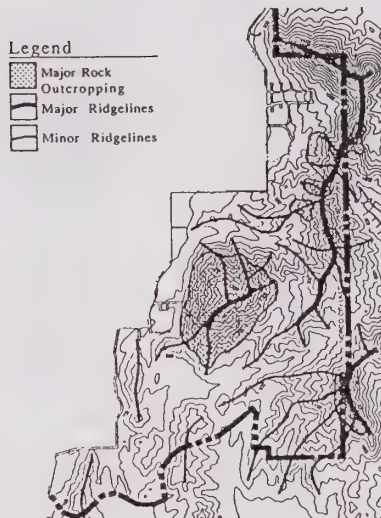 Legend
Major Rock
Outcropping
Major Ridgelines
Minor Ridgelines